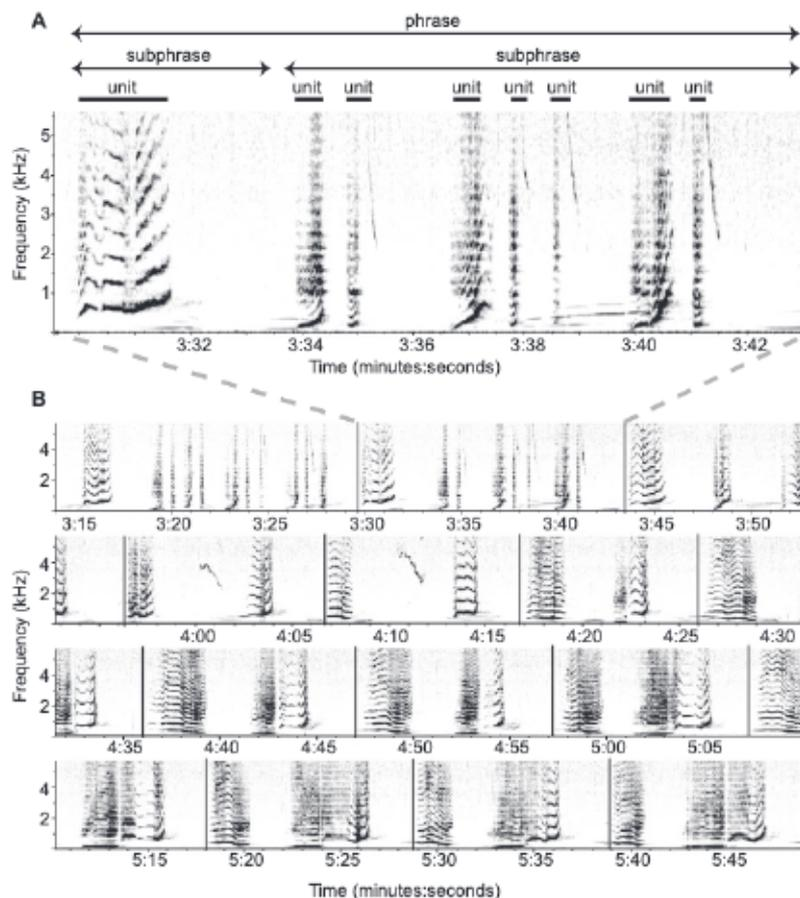 A
phrase
subphrase subphrase
unit unit unit unit unit unit unit unit
5
4
3
2
1
Frequency (kHz)
3:32 3:34 3:36 3:38 3:40 3:42
Time (minutes:seconds)
B
4
2
3:15 3:20 3:25 3:30 3:35 3:40 3:45 3:50
4
2
4:00 4:05 4:10 4:15 4:20 4:25 4:30
Frequency (kHz)
4
2
4:35 4:40 4:45 4:50 4:55 5:00 5:05
4
2
5:15 5:20 5:25 5:30 5:35 5:40 5:45
Time (minutes:seconds)